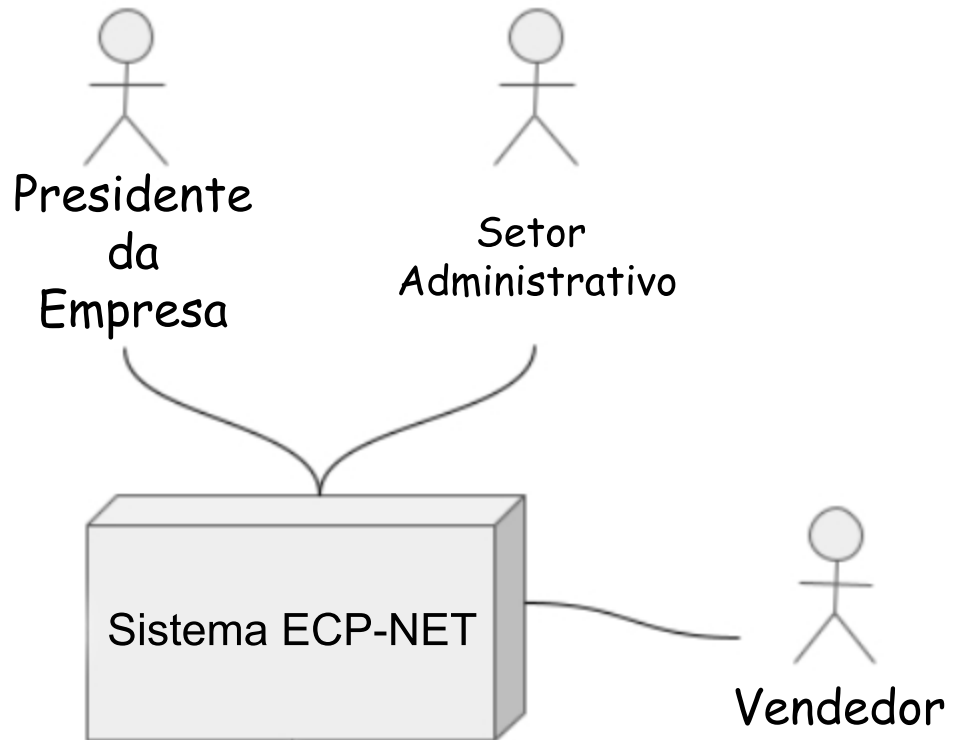 Presidente
da
Empresa
Setor
Administrativo
Sistema ECP-NET
Vendedor